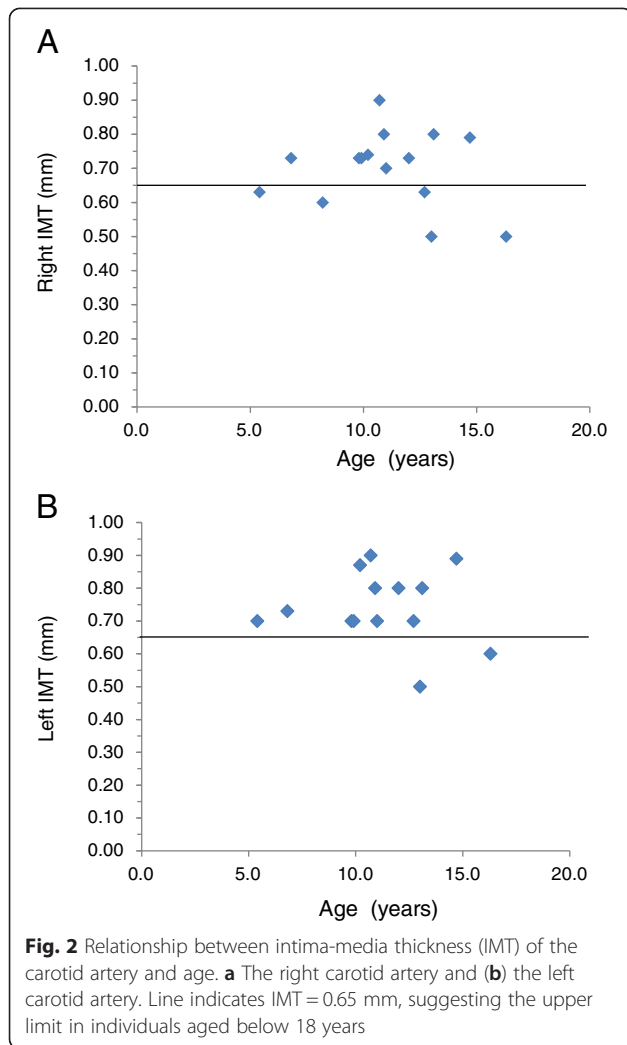 A
1.00
0.90
0.80
0.70
0.60
0.50
0.40
0.30
0.20
0.10
0.00
Right IMT (mm)
0.0 5.0 10.0 15.0 20.0
Age (years)
B
1.00
0.90
0.80
0.70
0.60
0.50
0.40
0.30
0.20
0.10
0.00
Left IMT (mm)
0.0 5.0 10.0 15.0 20.0
Age (years)
Fig. 2 Relationship between intima-media thickness (IMT) of the
carotid artery and age. a The right carotid artery and (b) the left
carotid artery. Line indicates IMT = 0.65 mm, suggesting the upper
limit in individuals aged below 18 years